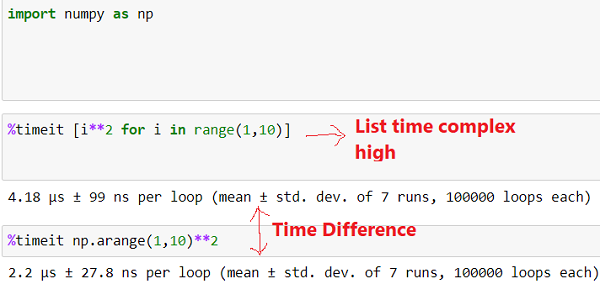 import numpy as np
%timeit [i**2 for i in range(1,10)]
List time complex
high
4.18 µs ± 99 ns per loop (mean ± std. dev. of 7 runs, 100000 loops each)
Time Difference
%timeit np.arange(1,10)**2
2.2 µs ± 27.8 ns per loop (mean ± std. dev. of 7 runs, 100000 loops each)